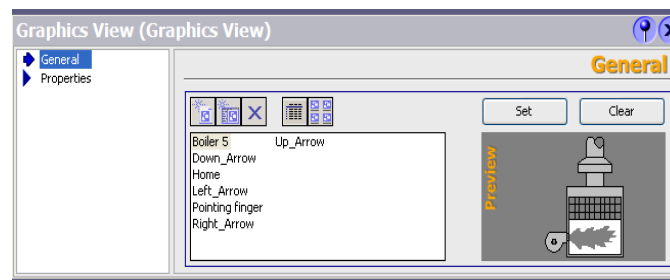 Graphics View (Graphics View)
General
Properties
General
Set
Clear
Boiler 5
Up_Arrow
Down_Arrow
Home
Left_Arrow
Pointing finger
Right_Arrow
Preview